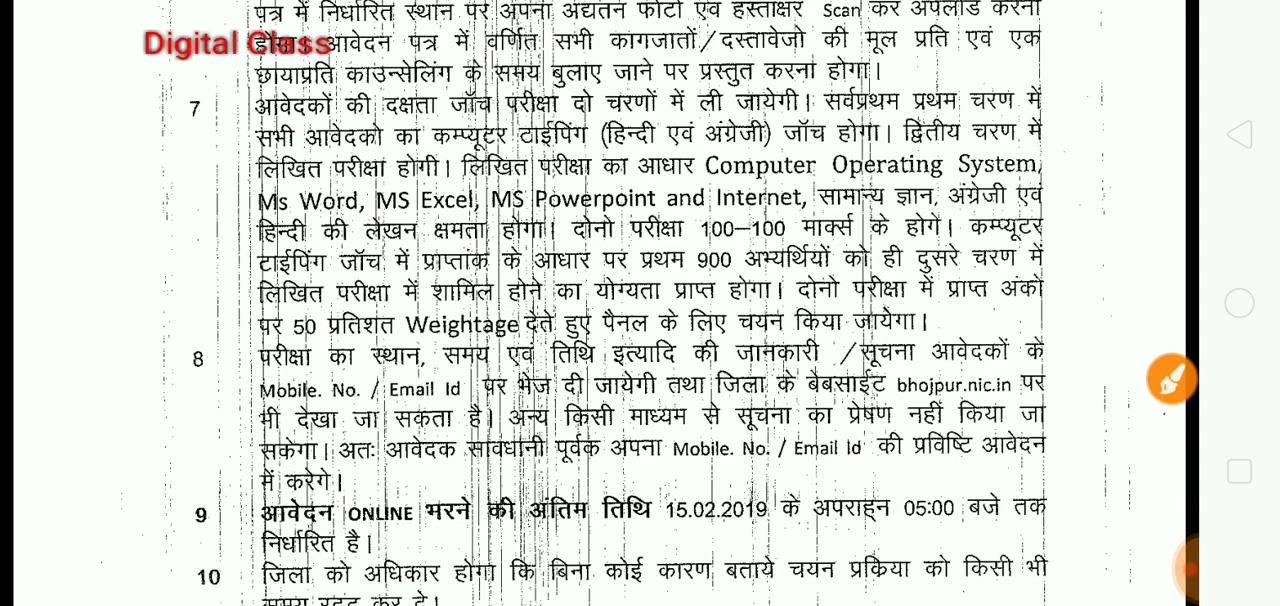 पत्र में निर्धारित स्थान पर अपना अद्यतन फोटो एवं हस्ताक्षर Scan कर अपलोड करना
Digital Class
होगा। आवेदन पत्र में वर्णित सभी कागजातों/दस्तावेजो की मूल प्रति एवं एक
छायाप्रति काउन्सेलिंग के समय बुलाए जाने पर प्रस्तुत करना होगा।
7 आवेदकों की दक्षता जॉच परीक्षा दो चरणों में ली जायेगी। सर्वप्रथम प्रथम चरण में
सभी आवेदको का कम्प्यूटर टाईपिंग (हिन्दी एवं अंग्रेजी) जॉच होगा। द्वितीय चरण में
लिखित परीक्षा होगी। लिखित परीक्षा का आधार Computer Operating System,
Ms Word, MS Excel, MS Powerpoint and Internet, सामान्य ज्ञान, अंग्रेजी एवं
हिन्दी की लेखन क्षमता होगा। दोनो परीक्षा 100–100 मार्क्स के होगे। कम्प्यूटर
टाईपिंग जॉच में प्राप्तांक के आधार पर प्रथम 900 अभ्यर्थियों को ही दुसरे चरण में
लिखित परीक्षा में शामिल होने का योग्यता प्राप्त होगा। दोनो परीक्षा में प्राप्त अंको
पर 50 प्रतिशत Weightage देते हुए पैनल के लिए चयन किया जायेगा।
8 परीक्षा का स्थान, समय एवं तिथि इत्यादि की जानकारी /सूचना आवेदकों के
Mobile. No. / Email Id पर भेज दी जायेगी तथा जिला के बेबसाईट bhojpur.nic.in पर
भी देखा जा सकता है। अन्य किसी माध्यम से सूचना का प्रेषण नहीं किया जा
सकेगा। अतः आवेदक सावधानी पूर्वक अपना Mobile. No. / Email Id की प्रविष्टि आवेदन
में करेगे।
9 आवेदन ONLINE भरने की अंतिम तिथि 15.02.2019 के अपराह्न 05:00 बजे तक
निर्धारित है।
10 जिला को अधिकार होगा कि बिना कोई कारण बताये चयन प्रकिया को किसी भी
समय रद्द कर दे।